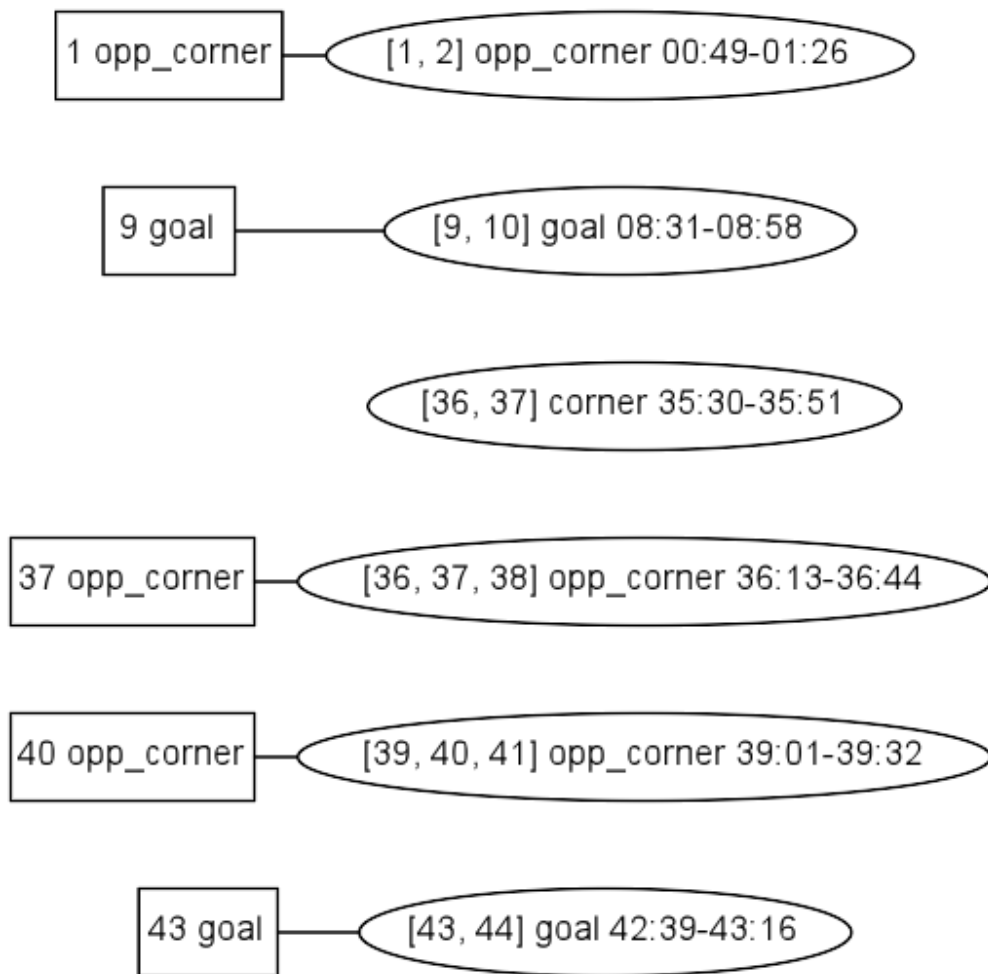 1 opp_corner [1, 2] opp_corner 00:49-01:26
9 goal [9, 10] goal 08:31-08:58
[36, 37] corner 35:30-35:51
37 opp_corner [36, 37, 38] opp_corner 36:13-36:44
40 opp_corner [39, 40, 41] opp_corner 39:01-39:32
43 goal [43, 44] goal 42:39-43:16